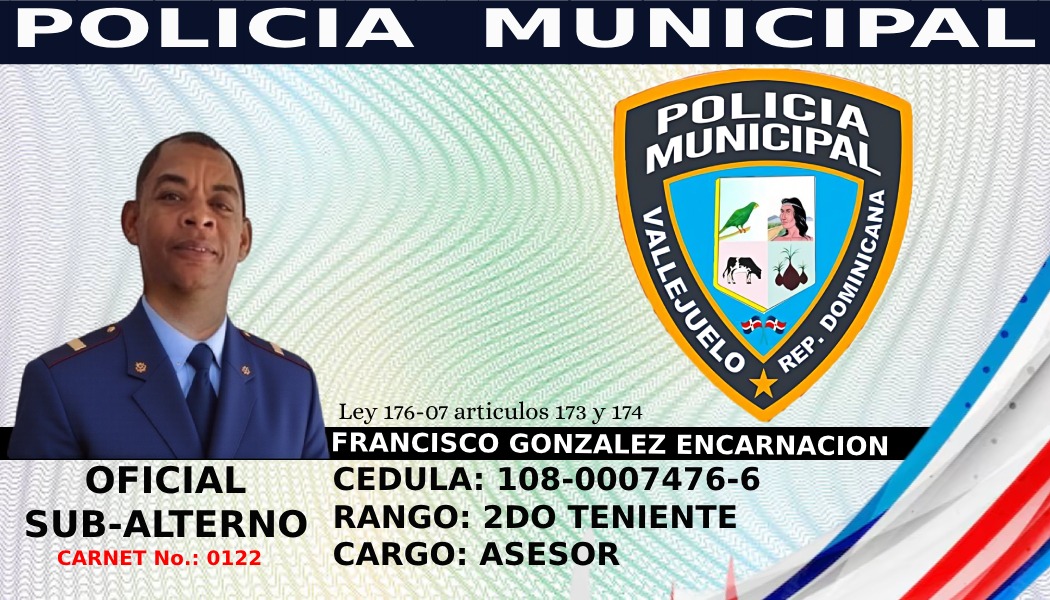 POLICIA MUNICIPAL
POLICIA
MUNICIPAL
VALLEJUELO
REP. DOMINICANA
Ley 176-07 articulos 173 y 174
FRANCISCO GONZALEZ ENCARNACION
OFICIAL
SUB-ALTERNO
CARNET No.: 0122
CEDULA: 108-0007476-6
RANGO: 2DO TENIENTE
CARGO: ASESOR